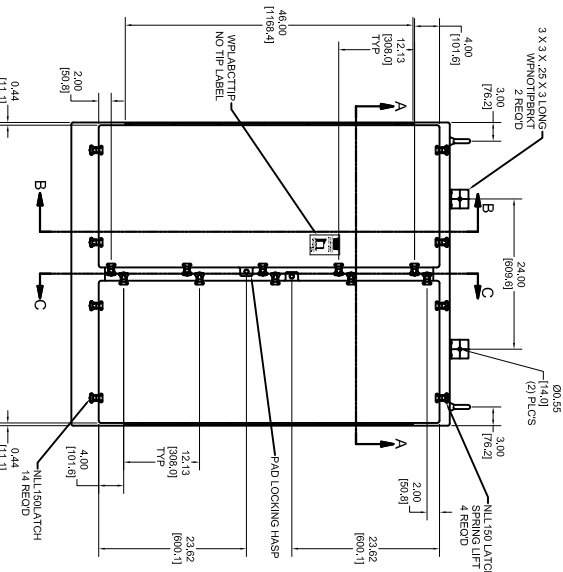 3 X 3 X .25 X 3 LONG
WPNOTIPBRKT
2 REQ'D
4.00
[101.6]
3.00
[76.2]
46.00
[1168.4]
12.13
[308.0]
TYP
WPLABCTTIP
NO TIP LABEL
2.00
[50.8]
0.44
[11.1]
A
A
B
B
C
C
24.00
[609.6]
Ø0.55
[14.0]
(2) PLC'S
3.00
[76.2]
NLL150 LATC
SPRING LIFT
4 REQ'D
2.00
[50.8]
PAD LOCKING HASP
23.62
[600.1]
23.62
[600.1]
12.13
[308.0]
TYP
4.00
[101.6]
NLL150LATCH
14 REQ'D
0.44
[11.1]